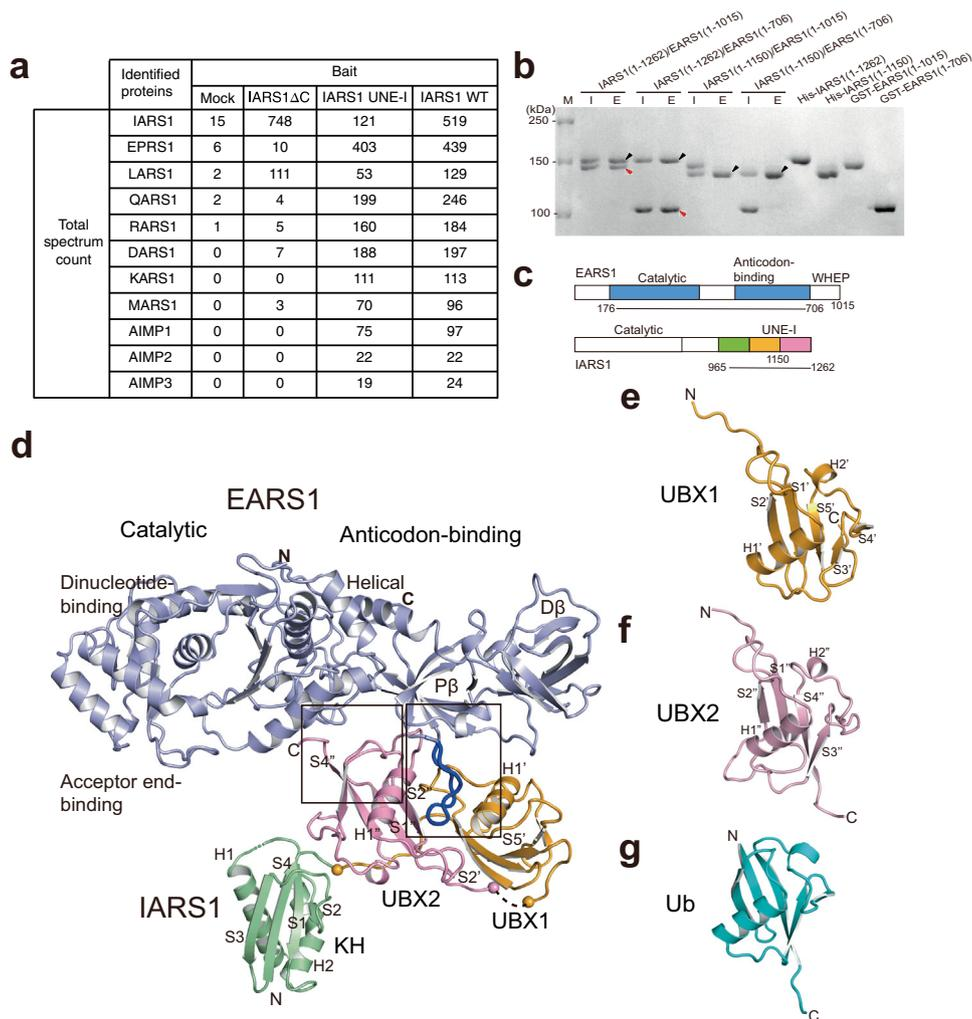 a
Identified proteins
Bait
Mock IARS1ΔC IARS1 UNE-I IARS1 WT
Total spectrum count
IARS1 15 748 121 519
EPRS1 6 10 403 439
LARS1 2 111 53 129
QARS1 2 4 199 246
RARS1 1 5 160 184
DARS1 0 7 188 197
KARS1 0 0 111 113
MARS1 0 3 70 96
AIMP1 0 0 75 97
AIMP2 0 0 22 22
AIMP3 0 0 19 24
b
IARS1(1-1262)/EARS1(1-1015)
IARS1(1-1262)/EARS1(1-706)
IARS1(1-1150)/EARS1(1-1015)
IARS1(1-1150)/EARS1(1-706)
His-IARS1(1-1262)
His-IARS1(1-1150)
GST-EARS1(1-1015)
GST-EARS1(1-706)
(kDa) M I E I E I E I E
250
150
100
c
EARS1 Catalytic Anticodon-binding WHEP
176 706 1015
Catalytic UNE-I
IARS1 965 1150 1262
d
EARS1
Catalytic Anticodon-binding
Dinucleotide-binding
N
Helical
C
Dβ
Pβ
Acceptor end-binding
C
S4”
S2”
H1’
H1” S1”
S5’
S2’
UBX2
UBX1
IARS1
H1
S4
S2
S1
S3
KH
H2
N
e
UBX1
N
H2’
S1’
S2’
S5’
C
S4’
H1’
S3’
f
UBX2
N
H2”
S1”
S2”
S4”
H1”
S3”
C
g
Ub
N
C